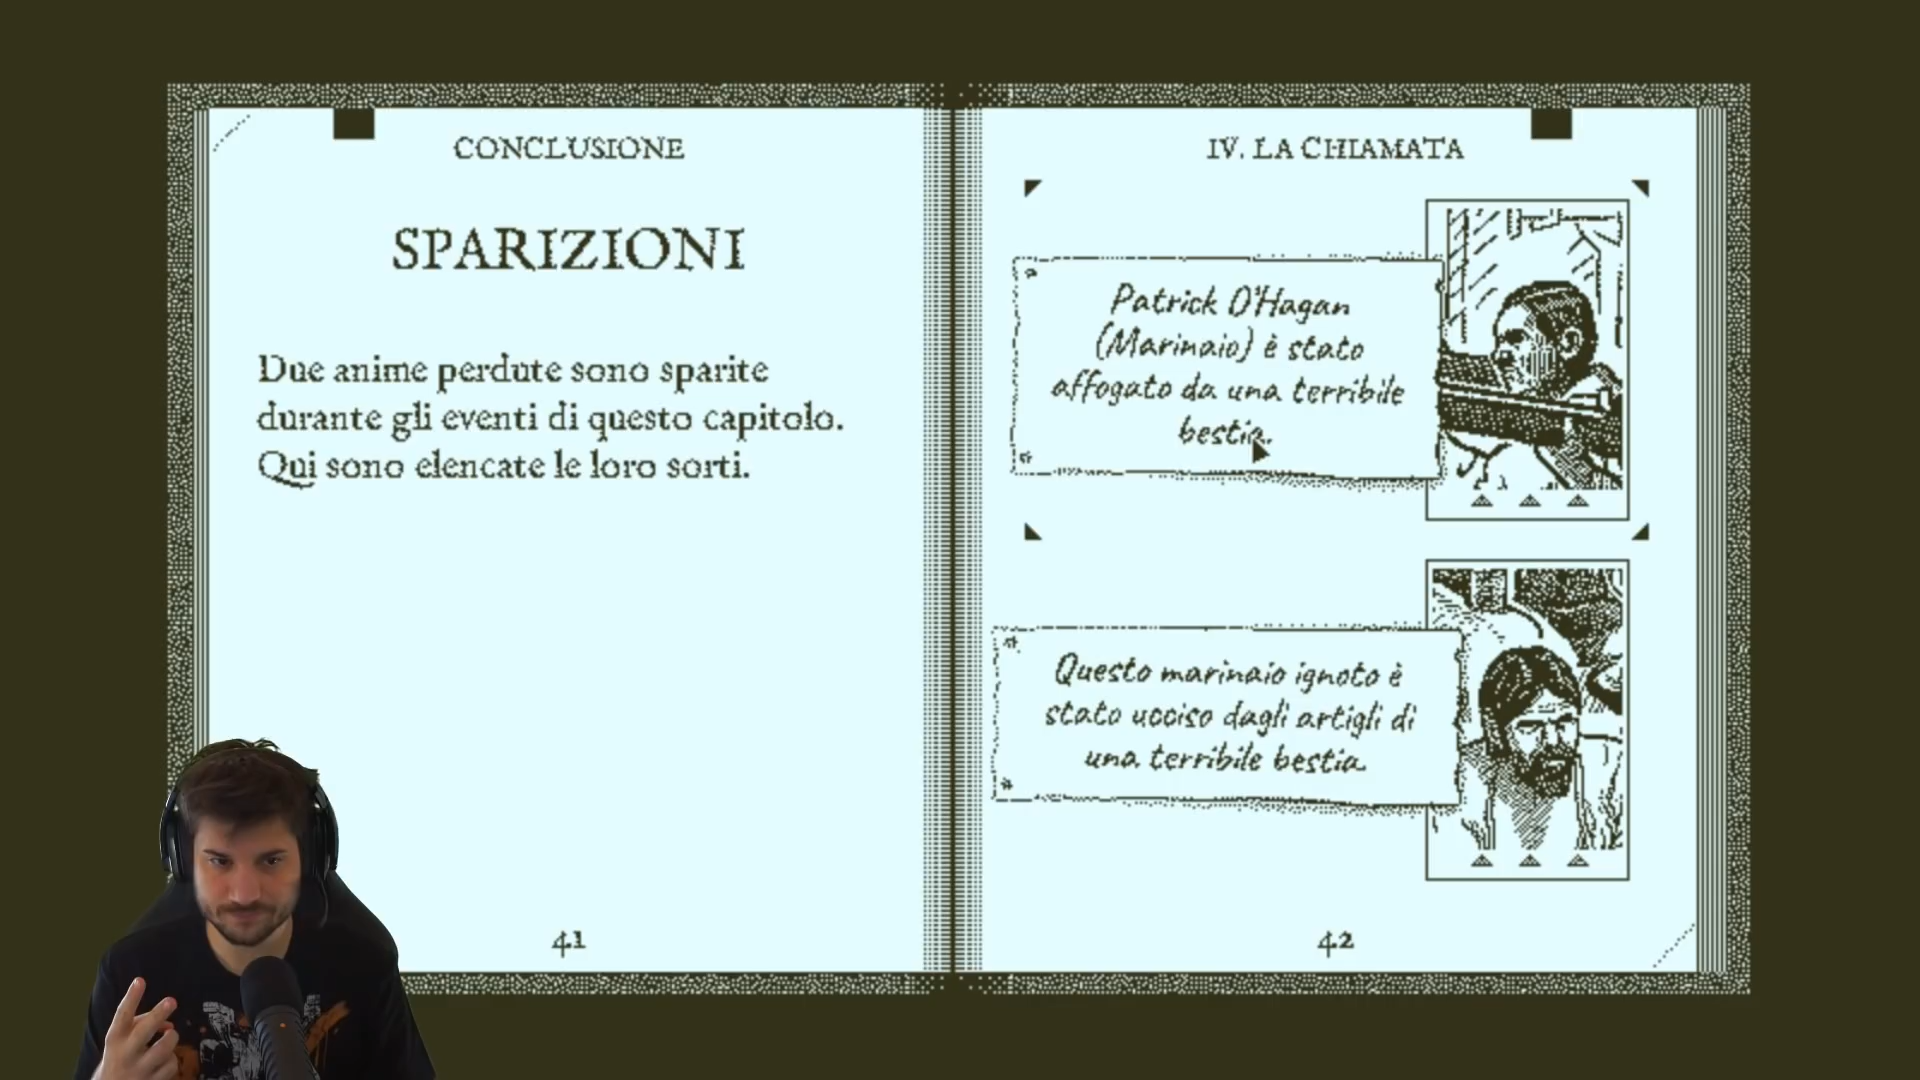 CONCLUSIONE
SPARIZIONI
Due anime perdute sono sparite
durante gli eventi di questo capitolo.
Qui sono elencate le loro sorti.
41
IV. LA CHIAMATA
Patrick O'Hagan
(Marinaio) è stato
affogato da una terribile
bestia.
Questo marinaio ignoto è
stato ucciso dagli artigli di
una terribile bestia.
42